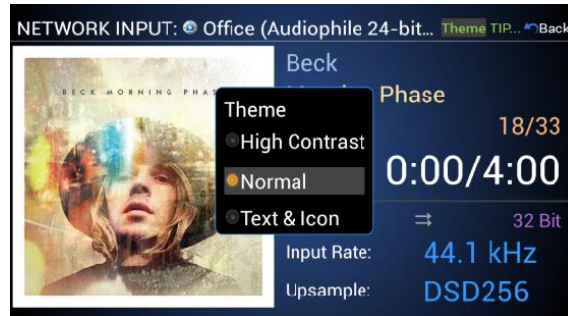 NETWORK INPUT: Office (Audiophile 24-bit... Theme TIP... Back
BECK MORNING PHA
Beck
Phase
18/33
0:00/4:00
Theme
High Contrast
Normal
Text & Icon
32 Bit
Input Rate: 44.1 kHz
Upsample: DSD256